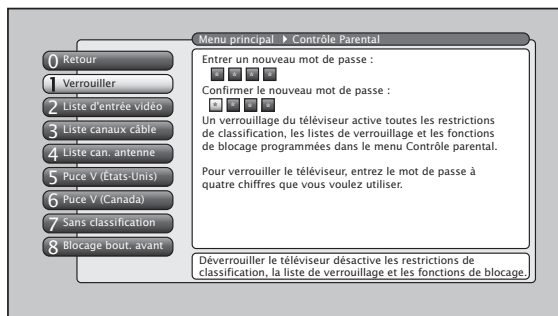 Menu principal ▶ Contrôle Parental
0 Retour
1 Verrouiller
2 Liste d'entrée vidéo
3 Liste canaux câble
4 Liste can. antenne
5 Puce V (États-Unis)
6 Puce V (Canada)
7 Sans classification
8 Blocage bout. avant
Entrer un nouveau mot de passe :
* * * *
Confirmer le nouveau mot de passe :
* * * *
Un verrouillage du téléviseur active toutes les restrictions
de classification, les listes de verrouillage et les fonctions
de blocage programmées dans le menu Contrôle parental.
Pour verrouiller le téléviseur, entrez le mot de passe à
quatre chiffres que vous voulez utiliser.
Déverrouiller le téléviseur désactive les restrictions de
classification, la liste de verrouillage et les fonctions de blocage.